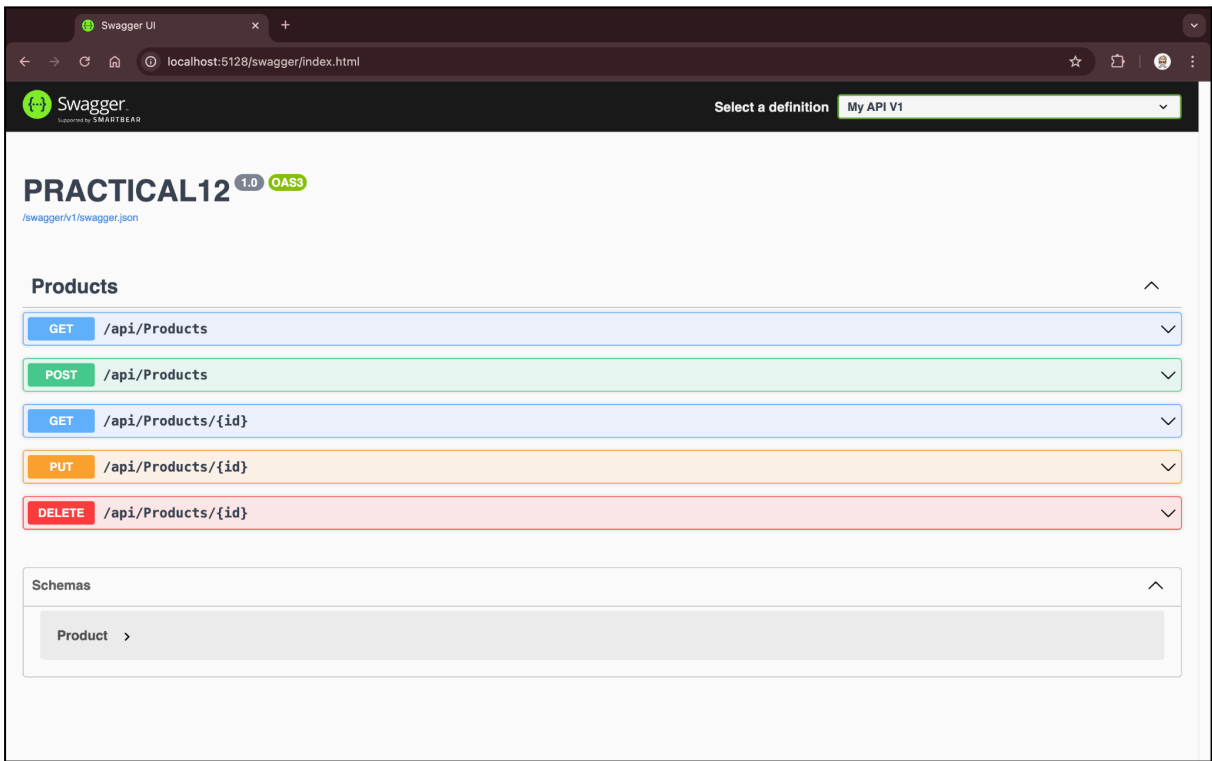 Swagger UI
localhost:5128/swagger/index.html
Swagger.
Supported by SMARTBEAR
Select a definition My API V1
PRACTICAL12 1.0 OAS3
/swagger/v1/swagger.json
Products
GET /api/Products
POST /api/Products
GET /api/Products/{id}
PUT /api/Products/{id}
DELETE /api/Products/{id}
Schemas
Product